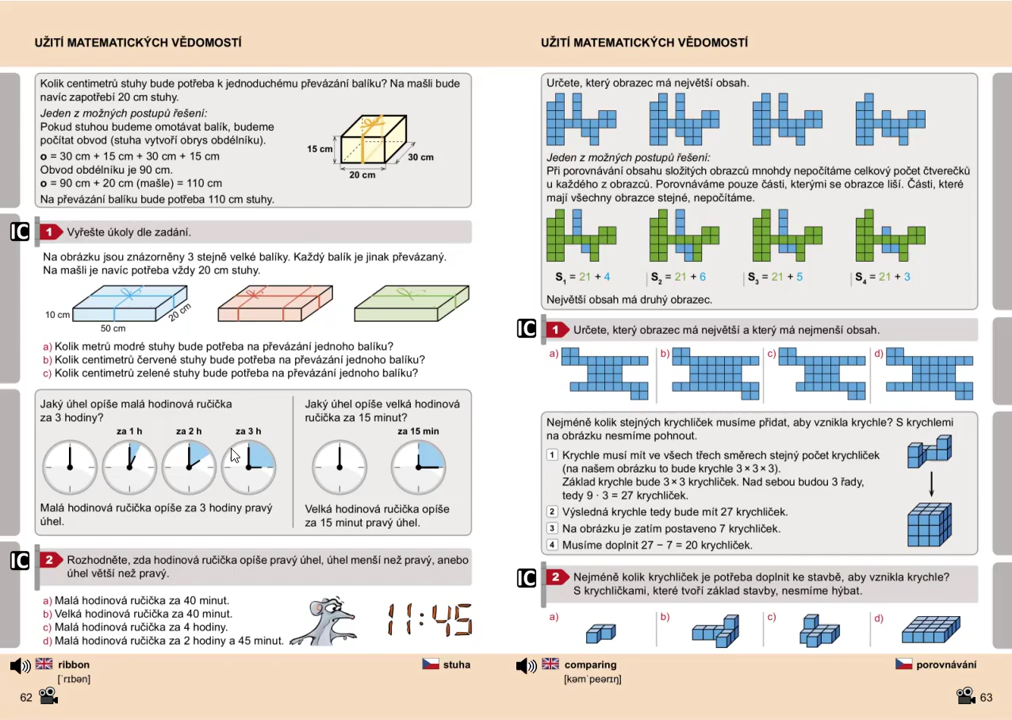 UŽITÍ MATEMATICKÝCH VĚDOMOSTÍ
Kolik centimetrů stuhy bude potřeba k jednoduchému převázání balíku? Na mašli bude
navíc zapotřebí 20 cm stuhy.
Jeden z možných postupů řešení:
Pokud stuhou budeme omotávat balík, budeme
počítat obvod (stuha vytvoří obrys obdélníku).
o = 30 cm + 15 cm + 30 cm + 15 cm
Obvod obdélníku je 90 cm.
o = 90 cm + 20 cm (mašle) = 110 cm
Na převázání balíku bude potřeba 110 cm stuhy.
15 cm
30 cm
20 cm
IC
1 Vyřešte úkoly dle zadání.
Na obrázku jsou znázorněny 3 stejně velké balíky. Každý balík je jinak převázaný.
Na mašli je navíc potřeba vždy 20 cm stuhy.
10 cm
50 cm
20 cm
a) Kolik metrů modré stuhy bude potřeba na převázání jednoho balíku?
b) Kolik centimetrů červené stuhy bude potřeba na převázání jednoho balíku?
c) Kolik centimetrů zelené stuhy bude potřeba na převázání jednoho balíku?
Jaký úhel opíše malá hodinová ručička
za 3 hodiny?
za 1 h za 2 h za 3 h
Malá hodinová ručička opíše za 3 hodiny pravý
úhel.
Jaký úhel opíše velká hodinová
ručička za 15 minut?
za 15 min
Velká hodinová ručička opíše
za 15 minut pravý úhel.
IC
2 Rozhodněte, zda hodinová ručička opíše pravý úhel, úhel menší než pravý, anebo
úhel větší než pravý.
a) Malá hodinová ručička za 40 minut.
b) Velká hodinová ručička za 40 minut.
c) Malá hodinová ručička za 4 hodiny.
d) Malá hodinová ručička za 2 hodiny a 45 minut.
11:45
ribbon
[ˈrɪbən]
stuha
62
UŽITÍ MATEMATICKÝCH VĚDOMOSTÍ
Určete, který obrazec má největší obsah.
Jeden z možných postupů řešení:
Při porovnávání obsahu složitých obrazců mnohdy nepočítáme celkový počet čtverečků
u každého z obrazců. Porovnáváme pouze části, kterými se obrazce liší. Části, které
mají všechny obrazce stejné, nepočítáme.
S1 = 21 + 4 S2 = 21 + 6 S3 = 21 + 5 S4 = 21 + 3
Největší obsah má druhý obrazec.
IC
1 Určete, který obrazec má největší a který má nejmenší obsah.
a) b) c) d)
Nejméně kolik stejných krychliček musíme přidat, aby vznikla krychle? S krychlemi
na obrázku nesmíme pohnout.
1 Krychle musí mít ve všech třech směrech stejný počet krychliček
(na našem obrázku to bude krychle 3 × 3 × 3).
Základ krychle bude 3 × 3 krychliček. Nad sebou budou 3 řady,
tedy 9 · 3 = 27 krychliček.
2 Výsledná krychle tedy bude mít 27 krychliček.
3 Na obrázku je zatím postaveno 7 krychliček.
4 Musíme doplnit 27 − 7 = 20 krychliček.
IC
2 Nejméně kolik krychliček je potřeba doplnit ke stavbě, aby vznikla krychle?
S krychličkami, které tvoří základ stavby, nesmíme hýbat.
a) b) c) d)
comparing
[kəmˈpeərɪŋ]
porovnávání
63